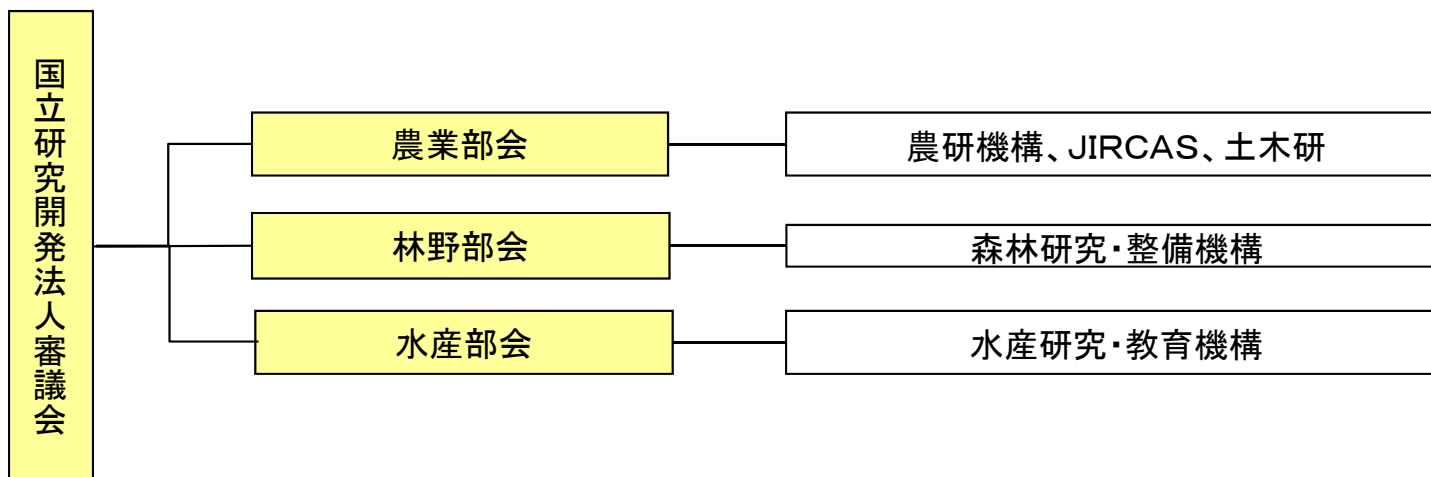 国立研究開発法人審議会
農業部会
農研機構、JIRCAS、土木研
林野部会
森林研究・整備機構
水産部会
水産研究・教育機構